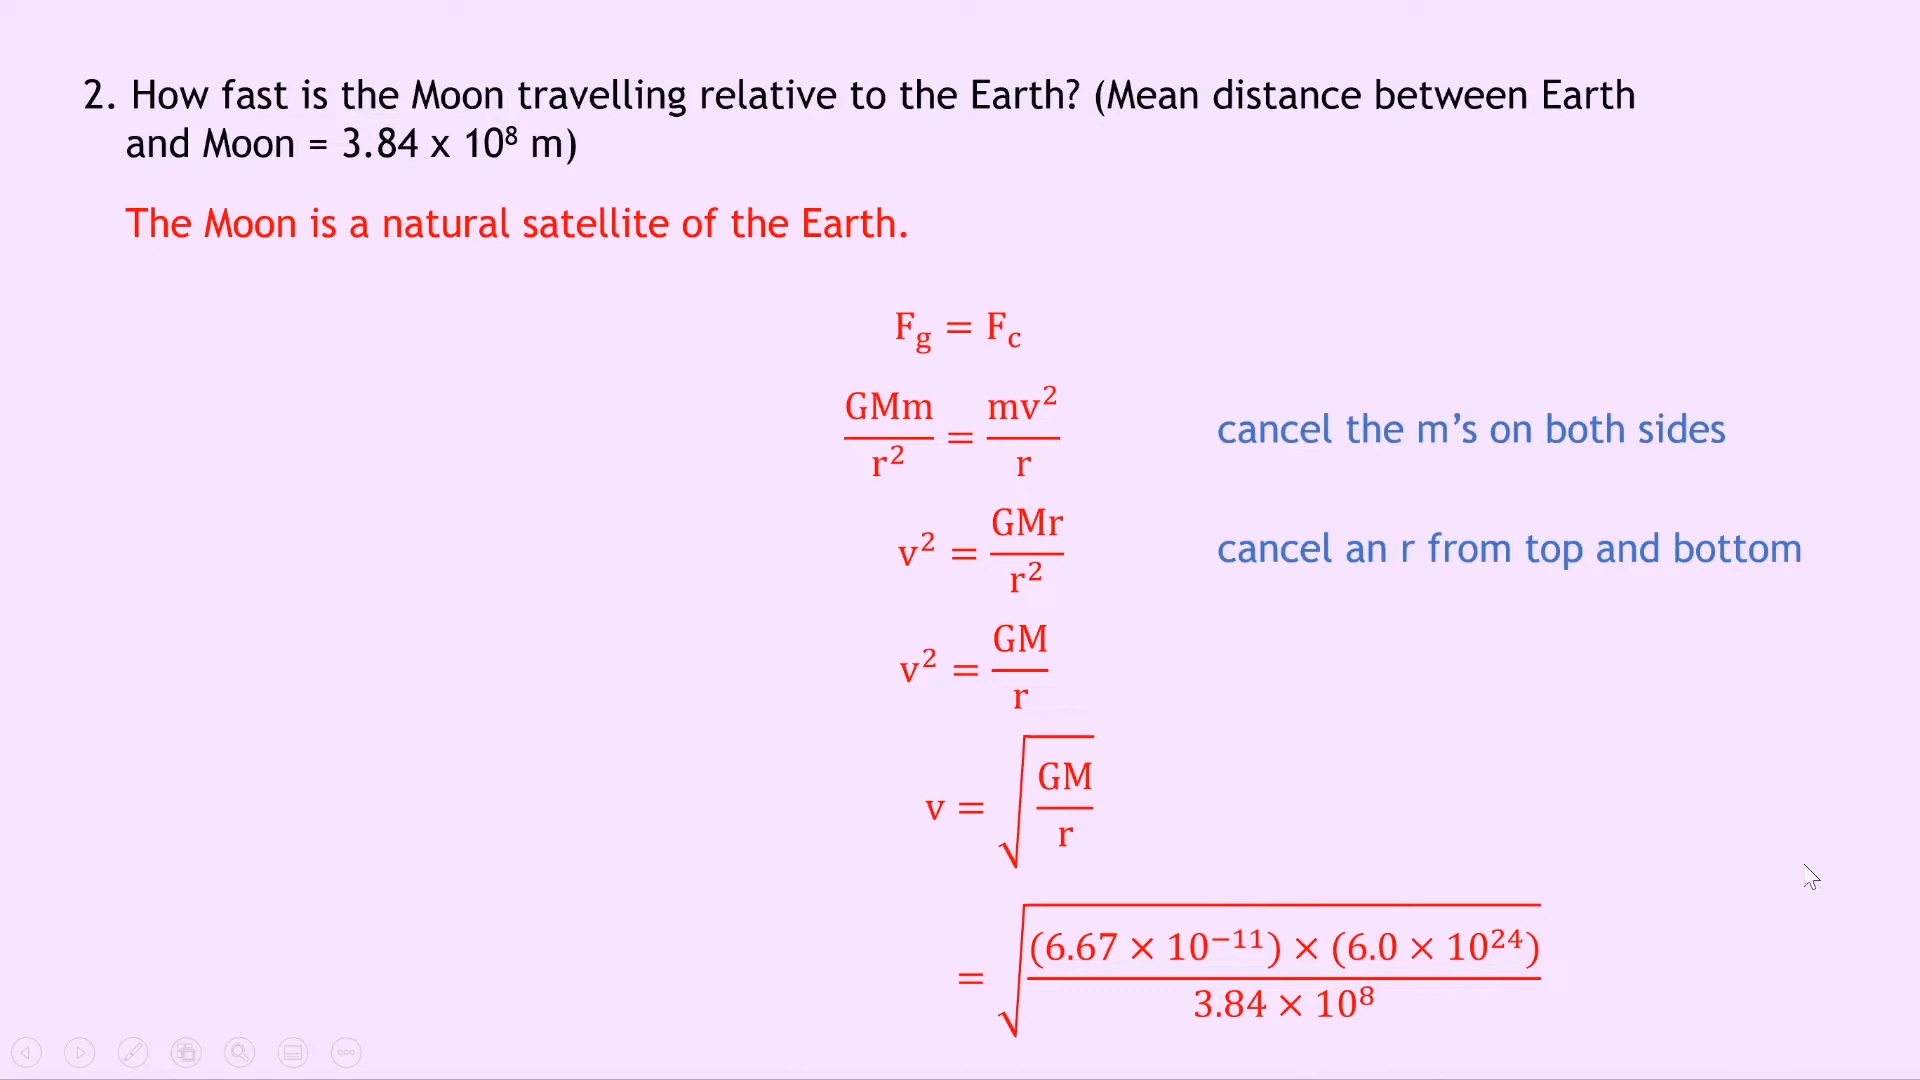 2. How fast is the Moon travelling relative to the Earth? (Mean distance between Earth
and Moon = 3.84 x 10⁸ m)
The Moon is a natural satellite of the Earth.
F_g = F_c
GMm/r² = mv²/r cancel the m’s on both sides
v² = GMr/r² cancel an r from top and bottom
v² = GM/r
v = √(GM/r)
= √((6.67 × 10⁻¹¹) × (6.0 × 10²⁴)/3.84 × 10⁸)